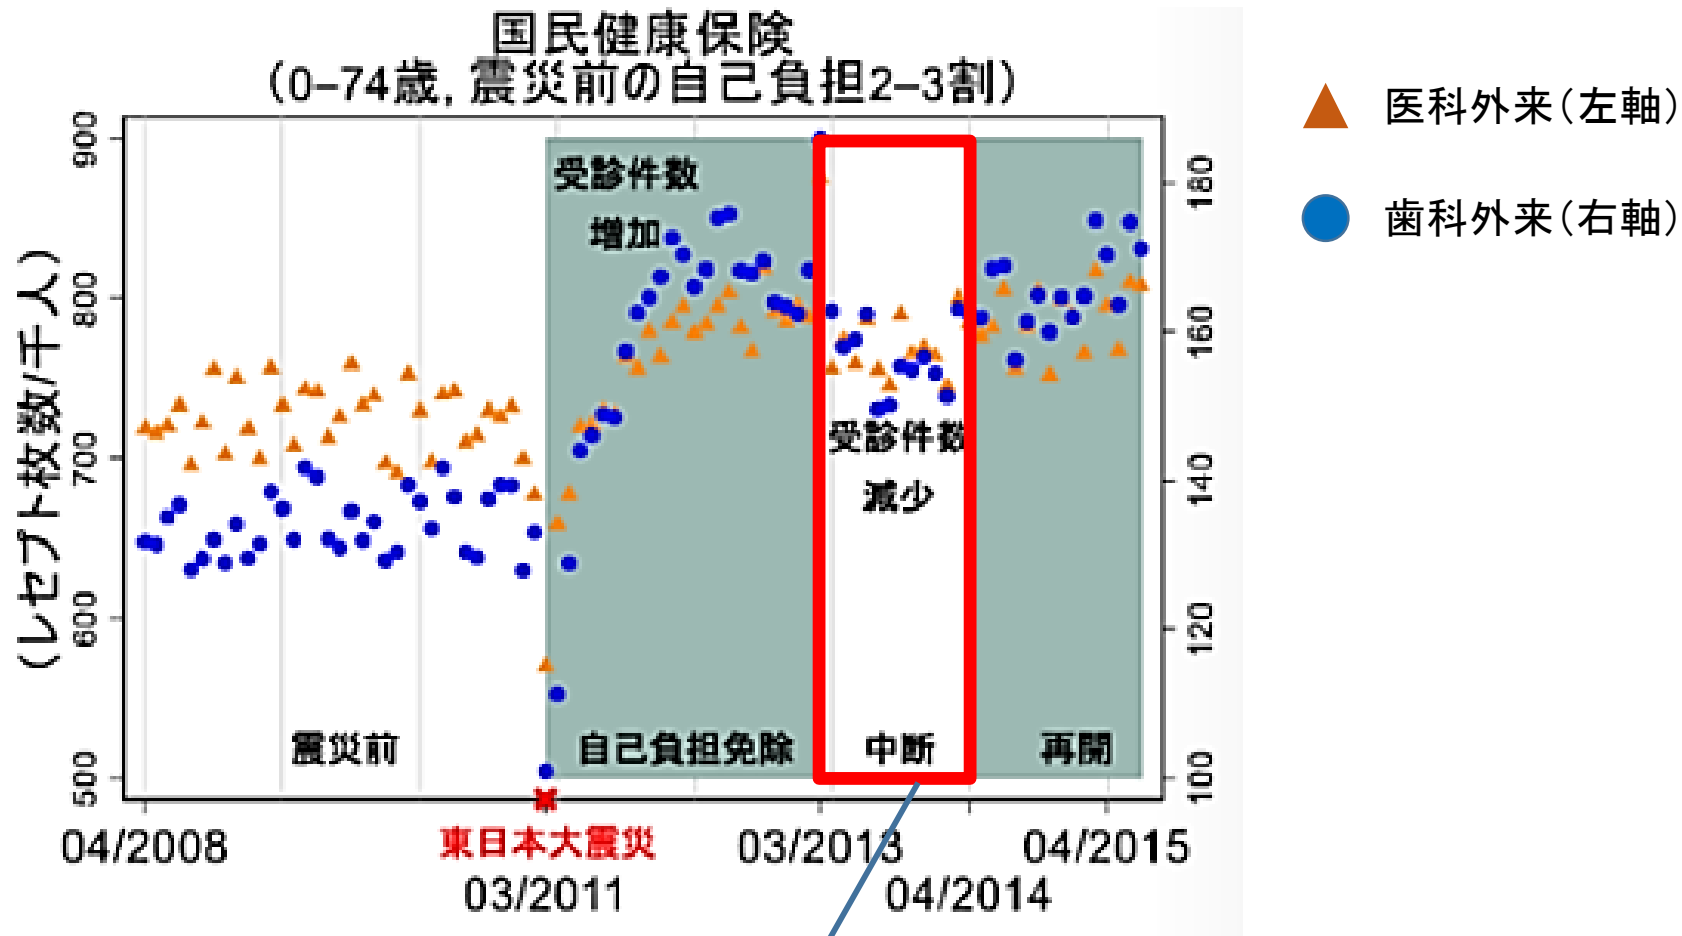 国民健康保険
（0–74歳, 震災前の自己負担2–3割）
医科外来（左軸）
歯科外来（右軸）
（レセプト枚数/千人）
900
800
700
600
500
180
160
140
120
100
受診件数
増加
受診件数
減少
震災前
自己負担免除
中断
再開
04/2008
東日本大震災
03/2011
03/2013
04/2014
04/2015